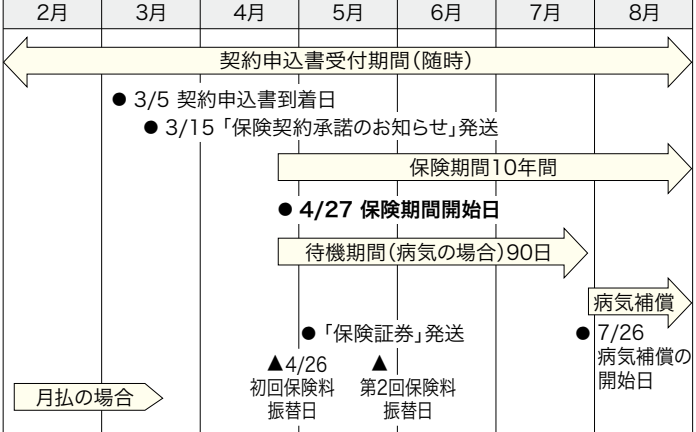 2月 3月 4月 5月 6月 7月 8月
契約申込書受付期間(随時)
● 3/5 契約申込書到着日
● 3/15 「保険契約承諾のお知らせ」発送
保険期間10年間
● 4/27 保険期間開始日
待機期間(病気の場合)90日
病気補償
● 「保険証券」発送
● 7/26
病気補償の
開始日
▲4/26
初回保険料
振替日
▲
第2回保険料
振替日
月払の場合